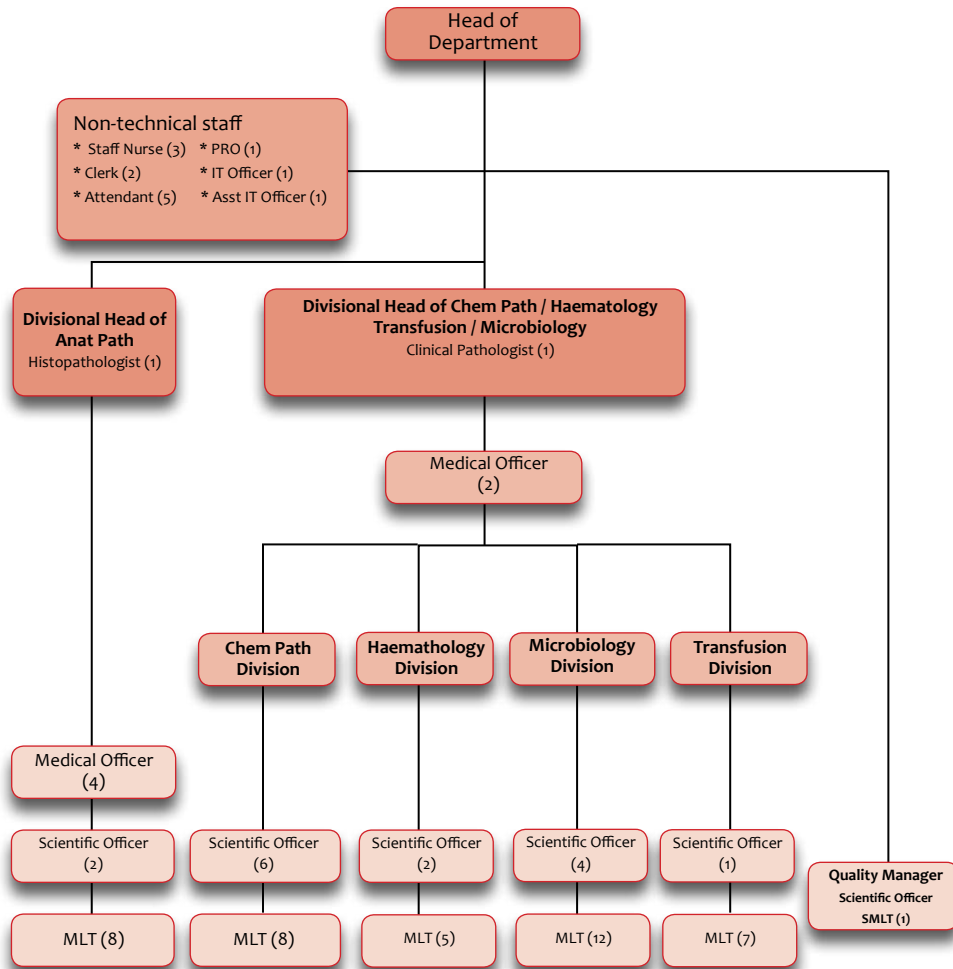 Head of
Department
Non-technical staff
* Staff Nurse (3) * PRO (1)
* Clerk (2) * IT Officer (1)
* Attendant (5) * Asst IT Officer (1)
Divisional Head of
Anat Path
Histopathologist (1)
Divisional Head of Chem Path / Haematology
Transfusion / Microbiology
Clinical Pathologist (1)
Medical Officer
(2)
Chem Path
Division
Haemathology
Division
Microbiology
Division
Transfusion
Division
Medical Officer
(4)
Scientific Officer
(2)
Scientific Officer
(6)
Scientific Officer
(2)
Scientific Officer
(4)
Scientific Officer
(1)
Quality Manager
Scientific Officer
SMLT (1)
MLT (8)
MLT (8)
MLT (5)
MLT (12)
MLT (7)